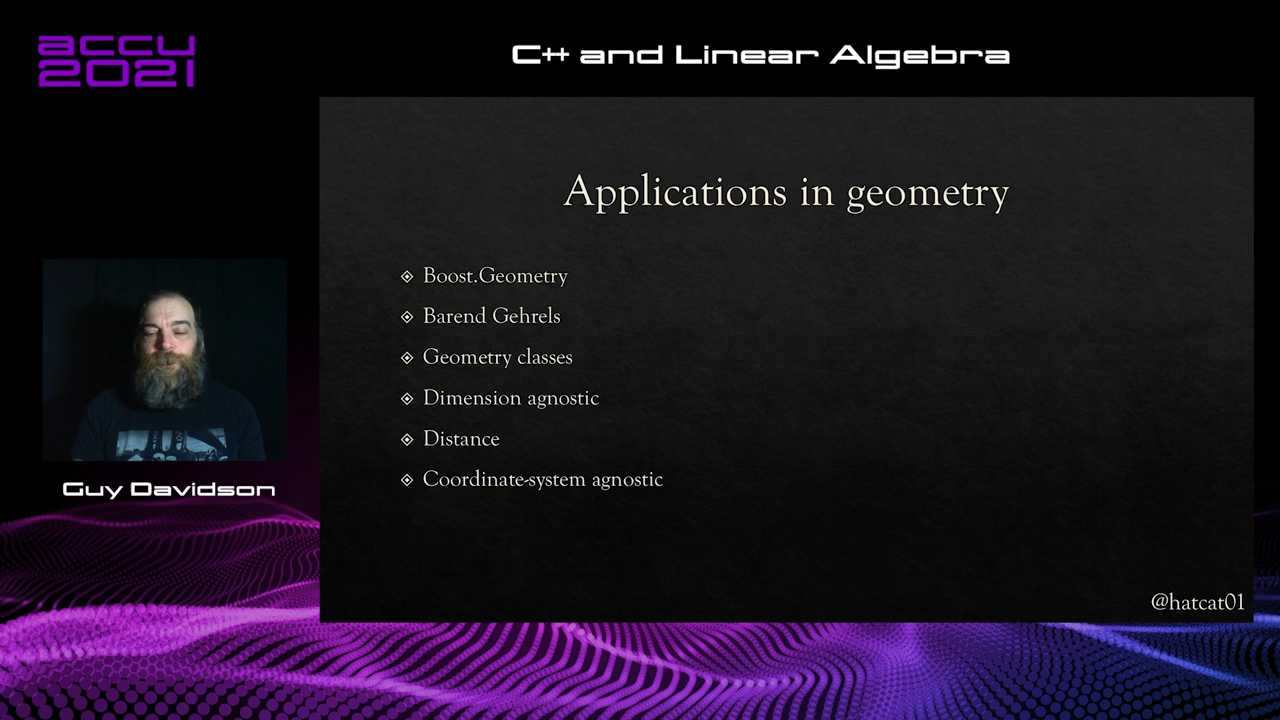 accu
2021
C++ and Linear Algebra
Applications in geometry
Boost.Geometry
Barend Gehrels
Geometry classes
Dimension agnostic
Distance
Coordinate-system agnostic
Guy Davidson
@hatcat01